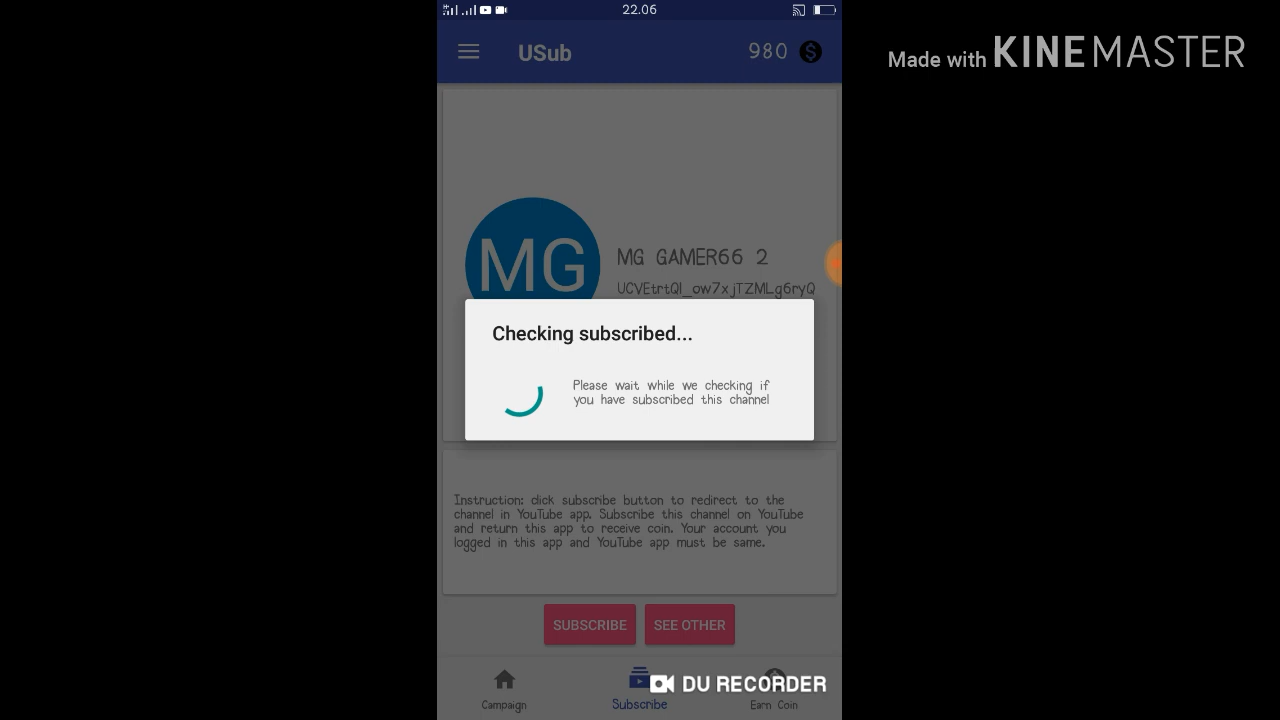 22.06
Made with KINEMASTER
USub
980
MG
MG GAMER66 2
UCVEtrtQI_ow7xjTZMLg6ryQ
Checking subscribed...
Please wait while we checking if
you have subscribed this channel
Instruction: click subscribe button to redirect to the
channel in YouTube app. Subscribe this channel on YouTube
and return this app to receive coin. Your account you
logged in this app and YouTube app must be same.
SUBSCRIBE
SEE OTHER
DU RECORDER
Campaign
Subscribe
Earn Coin